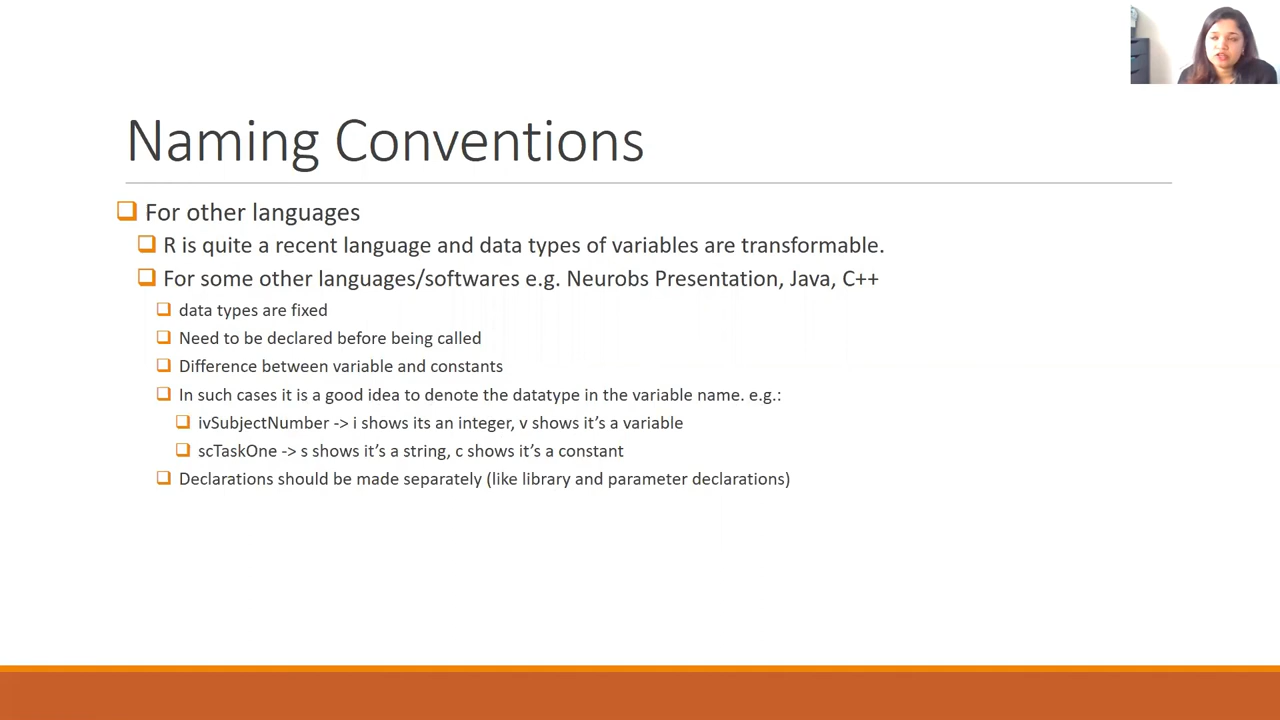 Naming Conventions
For other languages
R is quite a recent language and data types of variables are transformable.
For some other languages/softwares e.g. Neurobs Presentation, Java, C++
data types are fixed
Need to be declared before being called
Difference between variable and constants
In such cases it is a good idea to denote the datatype in the variable name. e.g.:
ivSubjectNumber -> i shows its an integer, v shows it’s a variable
scTaskOne -> s shows it’s a string, c shows it’s a constant
Declarations should be made separately (like library and parameter declarations)